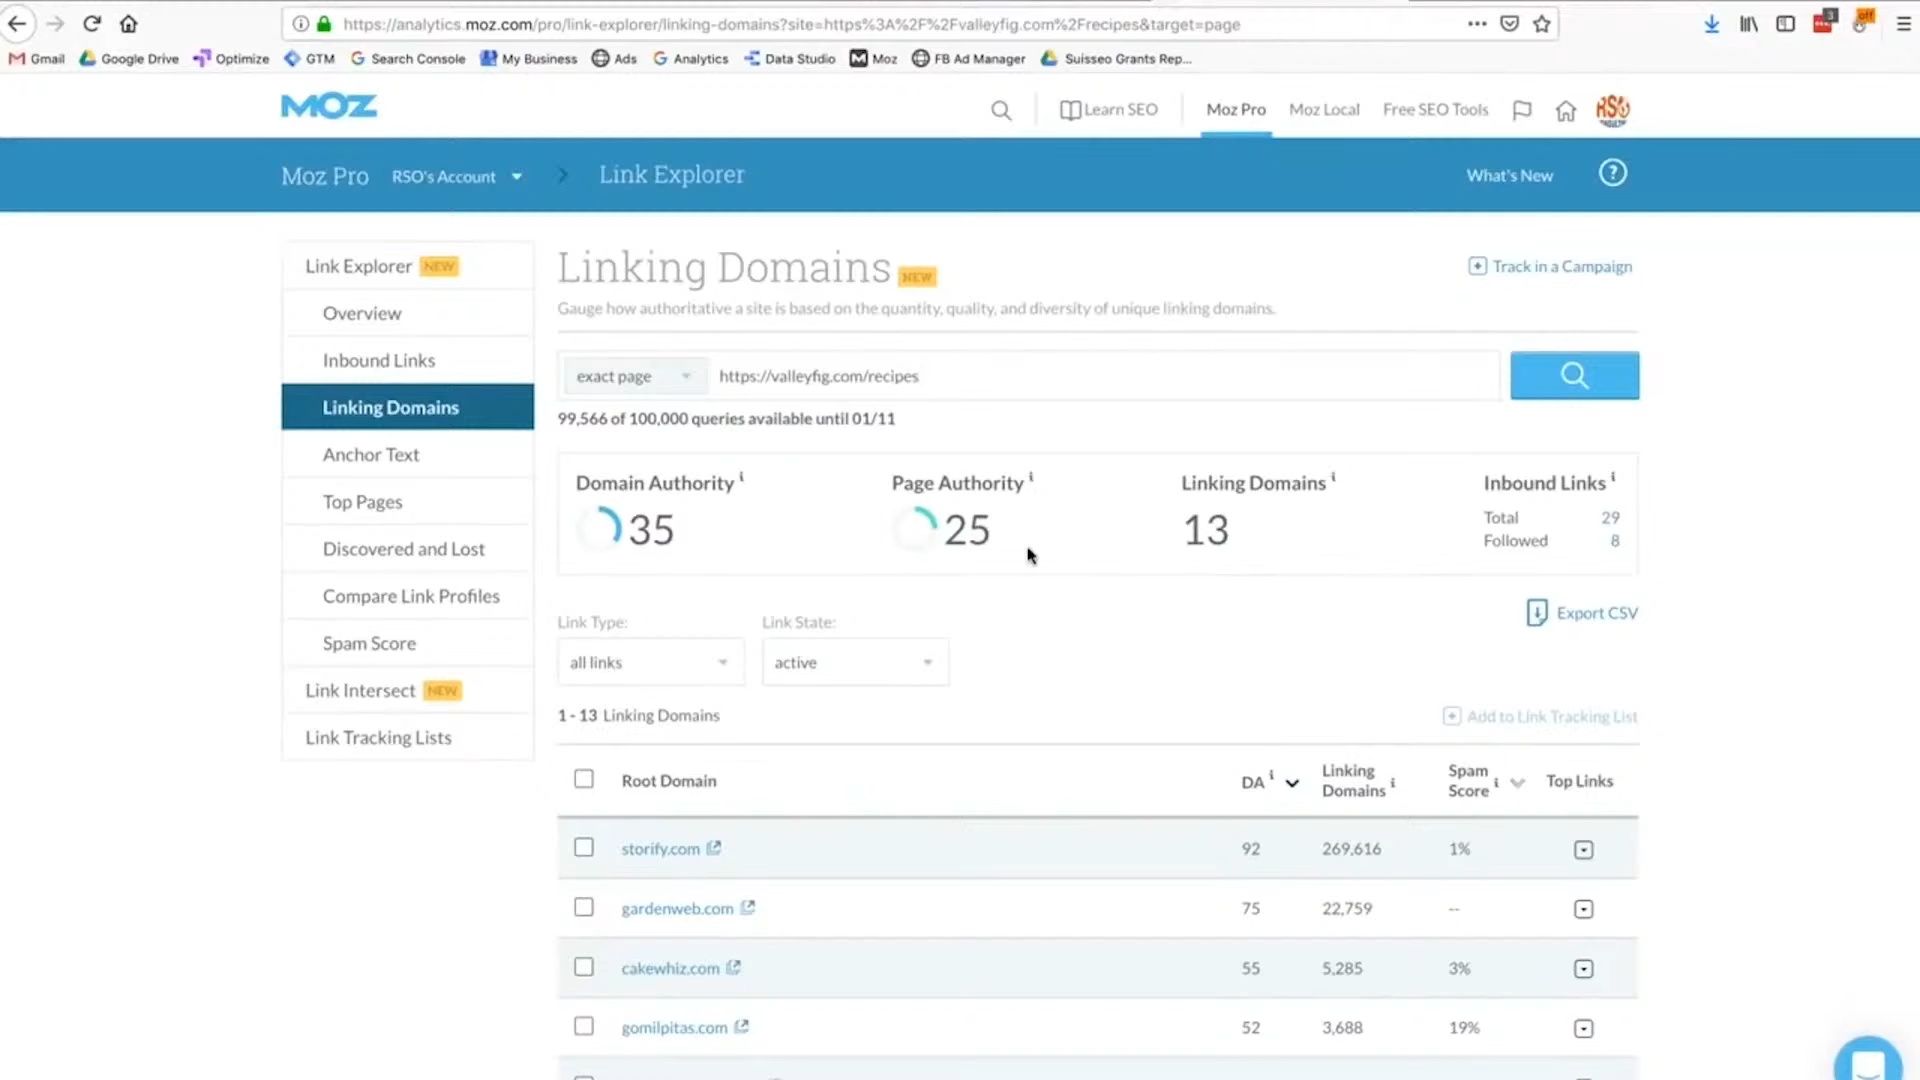 https://analytics.moz.com/pro/link-explorer/linking-domains?site=https%3A%2F%2Fvalleyfig.com%2Frecipes&target=page
3
off
Gmail Google Drive Optimize GTM Search Console My Business Ads Analytics Data Studio Moz FB Ad Manager Suisseo Grants Rep...
MOZ
Learn SEO Moz Pro Moz Local Free SEO Tools
RSO
Moz Pro RSO's Account Link Explorer What's New ?
Link Explorer NEW
Overview
Inbound Links
Linking Domains
Anchor Text
Top Pages
Discovered and Lost
Compare Link Profiles
Spam Score
Link Intersect NEW
Link Tracking Lists
Linking Domains NEW
Track in a Campaign
Gauge how authoritative a site is based on the quantity, quality, and diversity of unique linking domains.
exact page https://valleyfig.com/recipes
99,566 of 100,000 queries available until 01/11
Domain Authority i
35
Page Authority i
25
Linking Domains i
13
Inbound Links i
Total 29
Followed 8
Export CSV
Link Type: Link State:
all links active
1 - 13 Linking Domains
Add to Link Tracking List
Root Domain DA i Linking Domains i Spam Score i Top Links
storify.com 92 269,616 1%
gardenweb.com 75 22,759 --
cakewhiz.com 55 5,285 3%
gomilpitas.com 52 3,688 19%